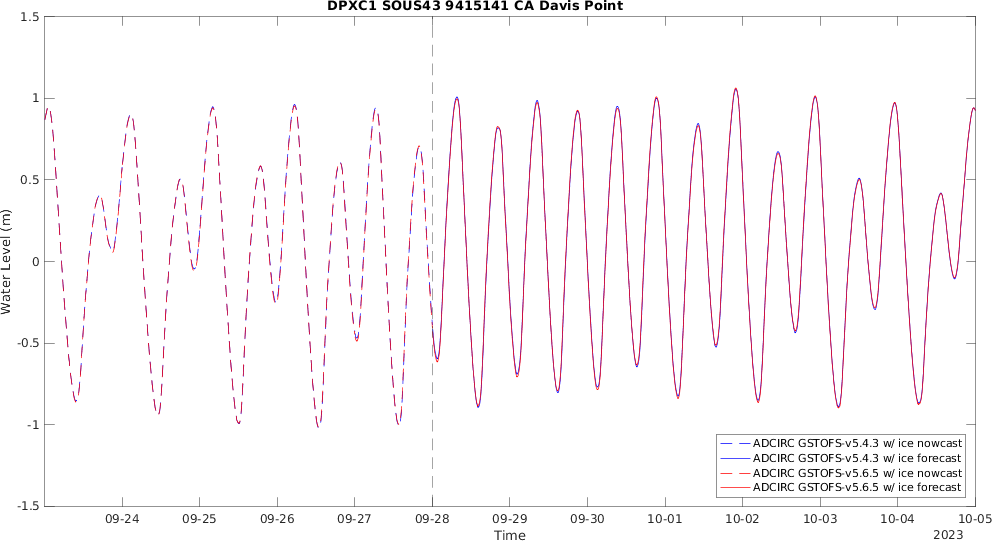 DPXC1 SOUS43 9415141 CA Davis Point
1.5
1
0.5
0
-0.5
-1
-1.5
Water Level (m)
09-24 09-25 09-26 09-27 09-28 09-29 09-30 10-01 10-02 10-03 10-04 10-05
2023
Time
ADCIRC GSTOFS-v5.4.3 w/ ice nowcast
ADCIRC GSTOFS-v5.4.3 w/ ice forecast
ADCIRC GSTOFS-v5.6.5 w/ ice nowcast
ADCIRC GSTOFS-v5.6.5 w/ ice forecast